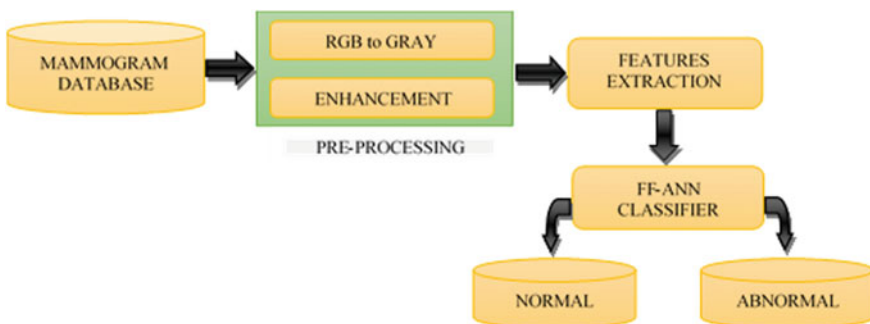 MAMMOGRAM
DATABASE
RGB to GRAY
ENHANCEMENT
PRE-PROCESSING
FEATURES
EXTRACTION
FF-ANN
CLASSIFIER
NORMAL
ABNORMAL